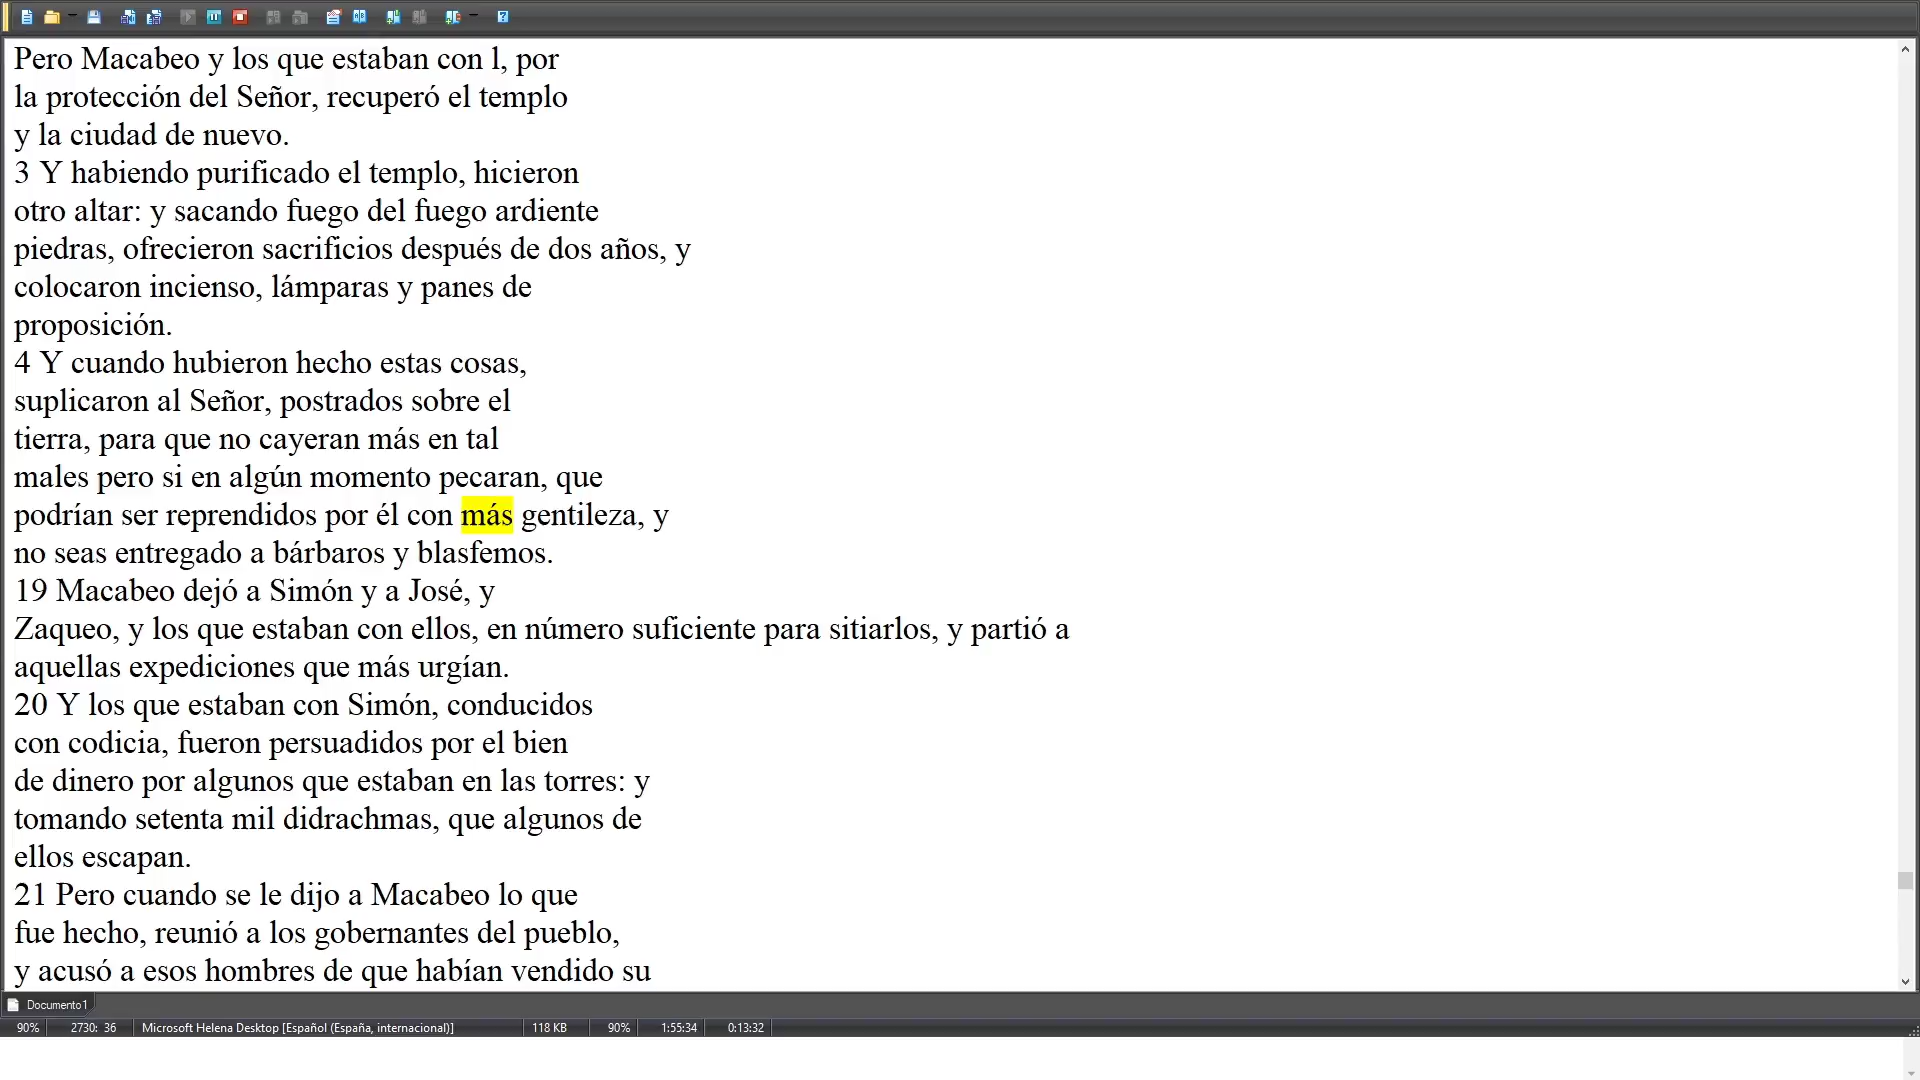 Pero Macabeo y los que estaban con l, por
la protección del Señor, recuperó el templo
y la ciudad de nuevo.
3 Y habiendo purificado el templo, hicieron
otro altar: y sacando fuego del fuego ardiente
piedras, ofrecieron sacrificios después de dos años, y
colocaron incienso, lámparas y panes de
proposición.
4 Y cuando hubieron hecho estas cosas,
suplicaron al Señor, postrados sobre el
tierra, para que no cayeran más en tal
males pero si en algún momento pecaran, que
podrían ser reprendidos por él con más gentileza, y
no seas entregado a bárbaros y blasfemos.
19 Macabeo dejó a Simón y a José, y
Zaqueo, y los que estaban con ellos, en número suficiente para sitiarlos, y partió a
aquellas expediciones que más urgían.
20 Y los que estaban con Simón, conducidos
con codicia, fueron persuadidos por el bien
de dinero por algunos que estaban en las torres: y
tomando setenta mil didrachmas, que algunos de
ellos escapan.
21 Pero cuando se le dijo a Macabeo lo que
fue hecho, reunió a los gobernantes del pueblo,
y acusó a esos hombres de que habían vendido su
Documento1
90% 2730: 36 Microsoft Helena Desktop [Español (España, internacional)] 118 KB 90% 1:55:34 0:13:32